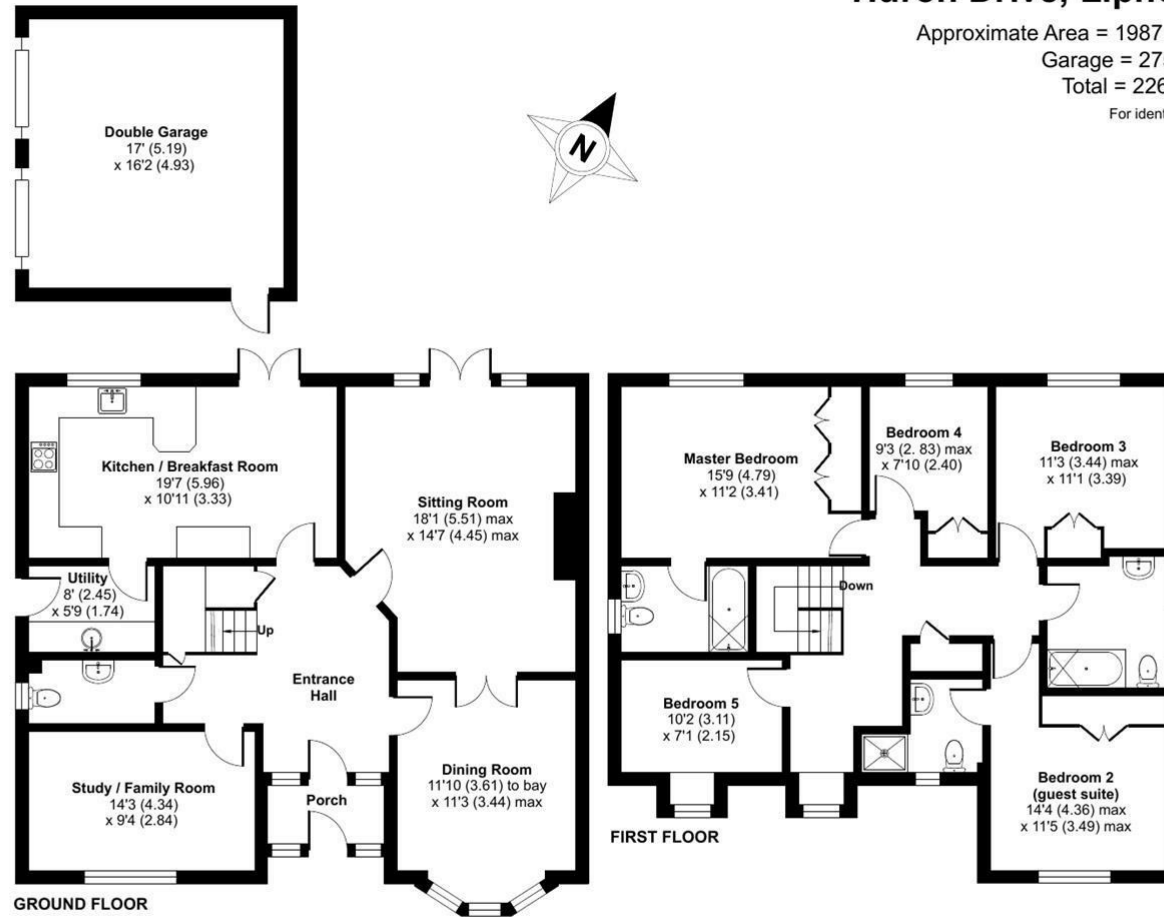 Approximate Area = 1987
Garage =
Total =
For
Double Garage
17' (5.19)
x 16'2 (4.93)
N
Kitchen / Breakfast Room
19'7 (5.96)
x 10'11 (3.33)
Sitting Room
18'1 (5.51) max
x 14'7 (4.45) max
Utility
8' (2.45)
x 5'9 (1.74)
Up
Entrance
Hall
Study / Family Room
14'3 (4.34)
x 9'4 (2.84)
Porch
Dining Room
11'10 (3.61) to bay
x 11'3 (3.44) max
GROUND FLOOR
Master Bedroom
15'9 (4.79)
x 11'2 (3.41)
Bedroom 4
9'3 (2. 83) max
x 7'10 (2.40)
Bedroom 3
11'3 (3.44) max
x 11'1 (3.39)
Down
Bedroom 5
10'2 (3.11)
x 7'1 (2.15)
Bedroom 2
(guest suite)
14'4 (4.36) max
x 11'5 (3.49) max
FIRST FLOOR